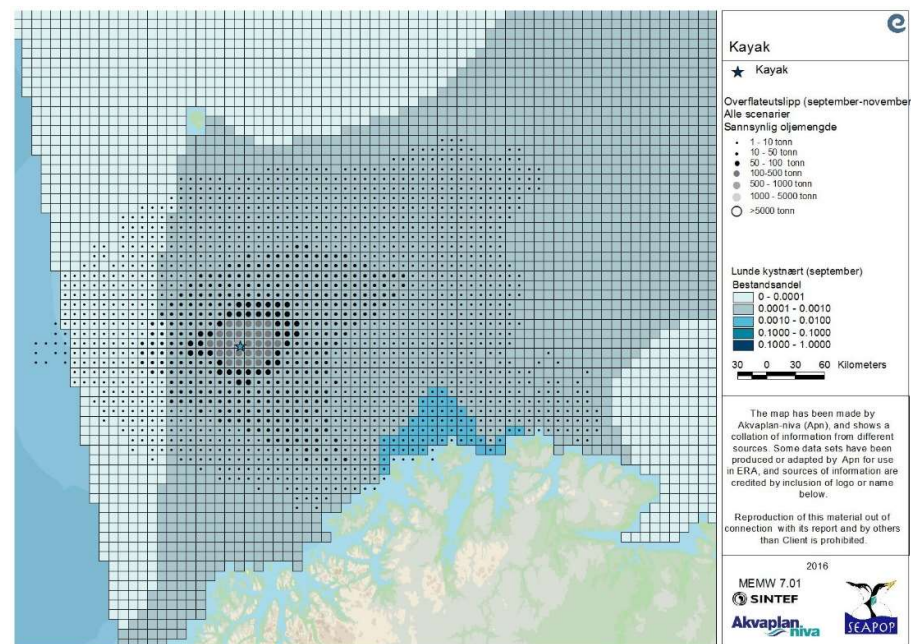 Kayak
Kayak
Overflateutslipp (september-november
Alle scenarier
Sannsynlig oljemengde
1 - 10 tonn
10 - 50 tonn
50 - 100 tonn
100-500 tonn
500 - 1000 tonn
1000 - 5000 tonn
>5000 tonn
Lunde kystnært (september)
Bestandsandel
0 - 0.0001
0.0001 - 0.0010
0.0010 - 0.0100
0.1000 - 0.1000
0.1000 - 1.0000
30 0 30 60 Kilometers
The map has been made by
Akvaplan-niva (Apn), and shows a
collation of information from different
sources. Some data sets have been
produced or adapted by Apn for use
in ERA, and sources of information are
credited by inclusion of logo or name
below.
Reproduction of this material out of
connection with its report and by others
than Client is prohibited.
2016
MEMW 7.01
SINTEF
Akvaplan
niva
SEAPOP